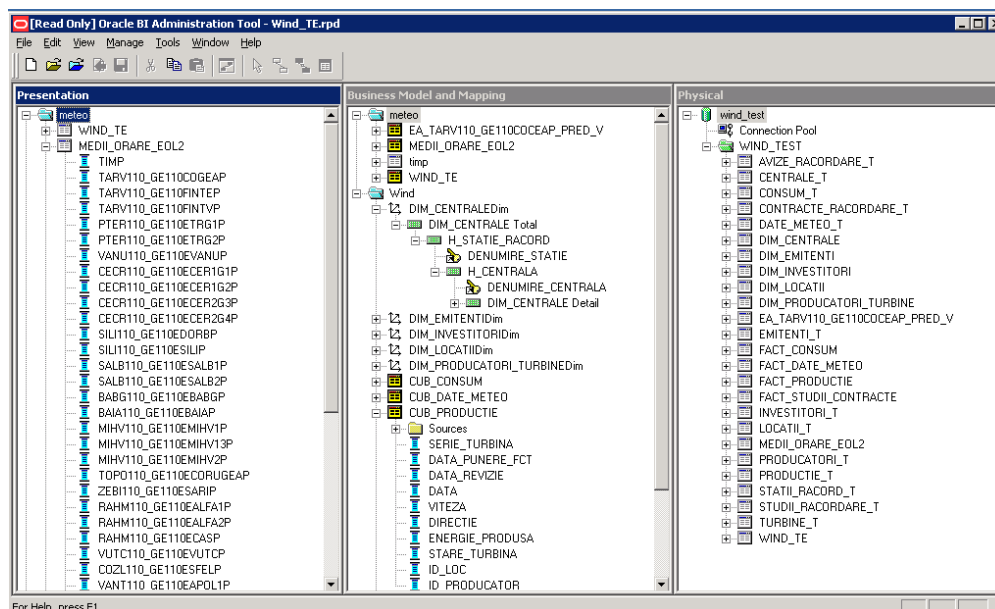 [Read Only] Oracle BI Administration Tool - Wind_TE.rpd
File Edit View Manage Tools Window Help
Presentation
meteo
WIND_TE
MEDII_ORARE_EOL2
TIMP
TARV110_GE110COGEAP
TARV110_GE110FINTEP
TARV110_GE110FINTVP
PTER110_GE110ETRG1P
PTER110_GE110ETRG2P
VANU110_GE110EVANUP
CECR110_GE110ECER1G1P
CECR110_GE110ECER1G2P
CECR110_GE110ECER2G3P
CECR110_GE110ECER2G4P
SILI110_GE110EDORBP
SILI110_GE110ESILIP
SALB110_GE110ESALB1P
SALB110_GE110ESALB2P
BABG110_GE110EBABGP
BAIA110_GE110EBAIAP
MIHV110_GE110EMIHV1P
MIHV110_GE110EMIHV13P
MIHV110_GE110EMIHV2P
TOPO110_GE110ECORUGEAP
ZEBI110_GE110ESARIP
RAHM110_GE110EALFA1P
RAHM110_GE110EALFA2P
RAHM110_GE110ECASP
VUTC110_GE110EVUTCP
COZL110_GE110ESFELP
VANT110_GE110EAPOL1P
Business Model and Mapping
meteo
EA_TARV110_GE110COCEAP_PRED_V
MEDII_ORARE_EOL2
timp
WIND_TE
Wind
DIM_CENTRALEDim
DIM_CENTRALE Total
H_STATIE_RACORD
DENUMIRE_STATIE
H_CENTRALA
DENUMIRE_CENTRALA
DIM_CENTRALE Detail
DIM_EMITENTIDim
DIM_INVESTITORIDim
DIM_LOCATIIDim
DIM_PRODUCATORI_TURBINEDim
CUB_CONSUM
CUB_DATE_METEO
CUB_PRODUCTIE
Sources
SERIE_TURBINA
DATA_PUNERE_FCT
DATA_REVIZIE
DATA
VITEZA
DIRECTIE
ENERGIE_PRODUSA
STARE_TURBINA
ID_LOC
ID_PRODUCATOR
Physical
wind_test
Connection Pool
WIND_TEST
AVIZE_RACORDARE_T
CENTRALE_T
CONSUM_T
CONTRACTE_RACORDARE_T
DATE_METEO_T
DIM_CENTRALE
DIM_EMITENTI
DIM_INVESTITORI
DIM_LOCATII
DIM_PRODUCATORI_TURBINE
EA_TARV110_GE110COCEAP_PRED_V
EMITENTI_T
FACT_CONSUM
FACT_DATE_METEO
FACT_PRODUCTIE
FACT_STUDII_CONTRACTE
INVESTITORI_T
LOCATII_T
MEDII_ORARE_EOL2
PRODUCATORI_T
PRODUCTIE_T
STATII_RACORD_T
STUDII_RACORDARE_T
TURBINE_T
WIND_TE
For Help, press F1